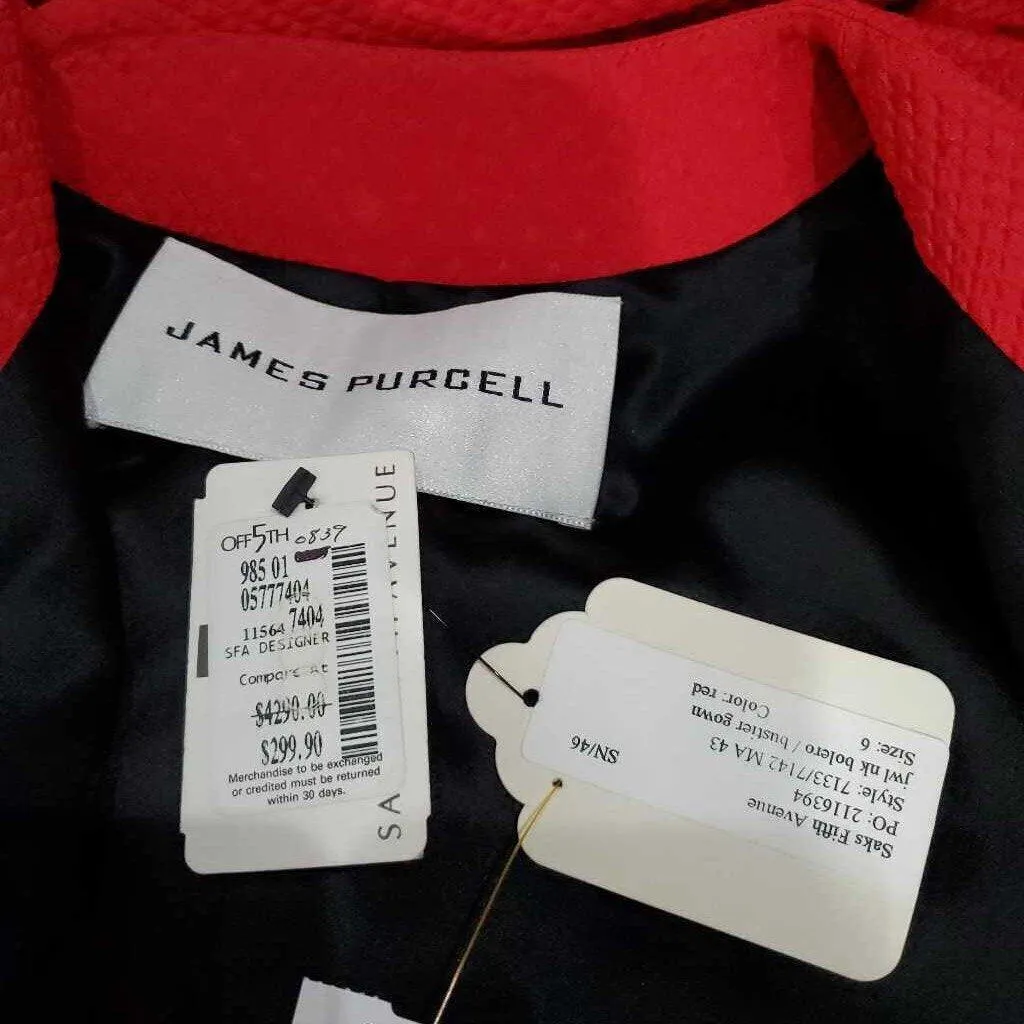 JAMES PURCELL
OFF5TH 0839
985 01
05777404
11564 7404
SFA DESIGNER
Compare At
$4290.00
$299.90
Merchandise to be exchanged
or credited must be returned
within 30 days.
SA
AVENUE
Saks Fifth Avenue
PO: 2116394
Style: 7133/7142 MA 43
jwl nk bolero / bustier gown
Size: 6
Color: red
SN/46